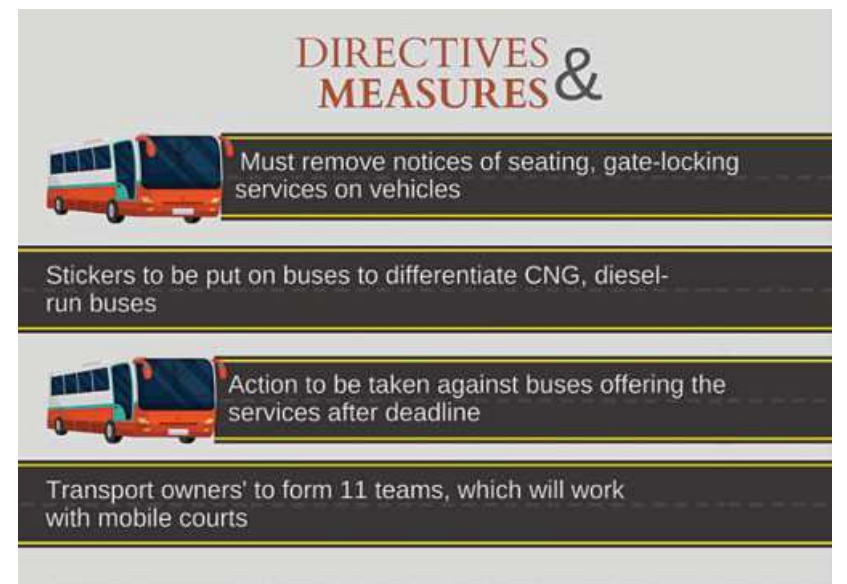 DIRECTIVES &
MEASURES
Must remove notices of seating, gate-locking
services on vehicles
Stickers to be put on buses to differentiate CNG, diesel-
run buses
Action to be taken against buses offering the
services after deadline
Transport owners' to form 11 teams, which will work
with mobile courts